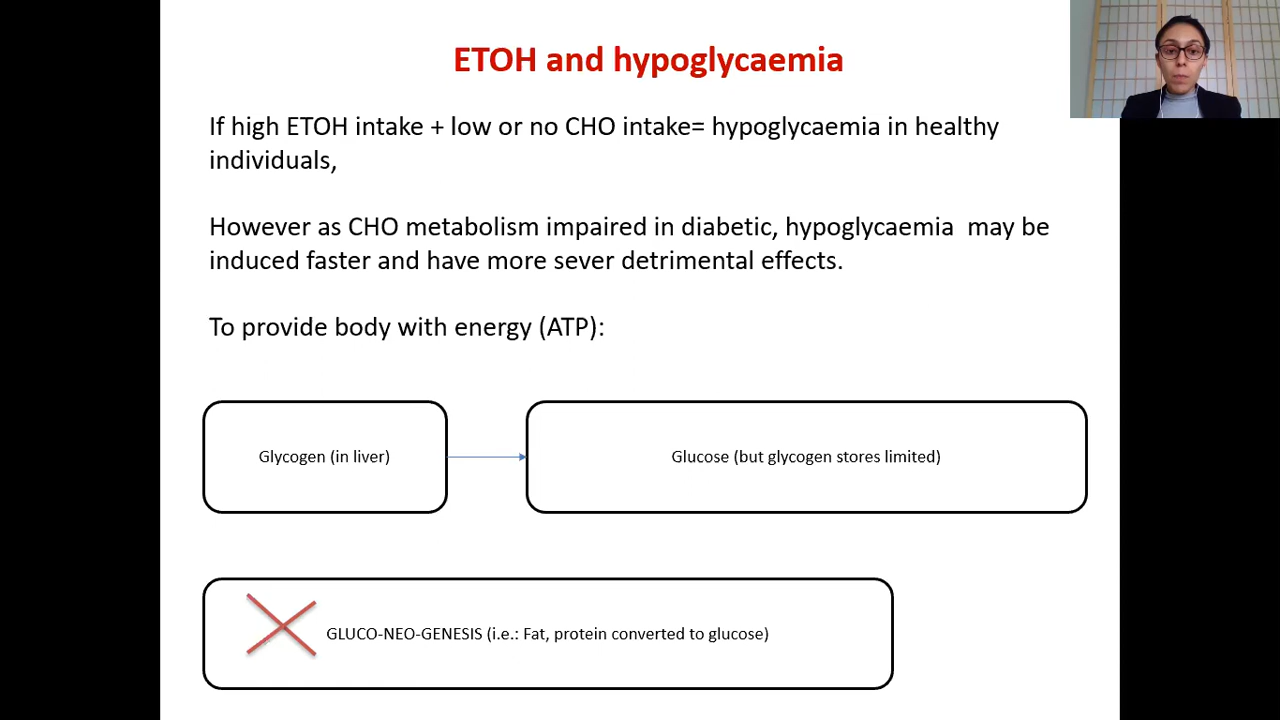 ETOH and hypoglycaemia
If high ETOH intake + low or no CHO intake= hypoglycaemia in healthy
individuals,
However as CHO metabolism impaired in diabetic, hypoglycaemia  may be
induced faster and have more sever detrimental effects.
To provide body with energy (ATP):
Glycogen (in liver)
Glucose (but glycogen stores limited)
GLUCO-NEO-GENESIS (i.e.: Fat, protein converted to glucose)